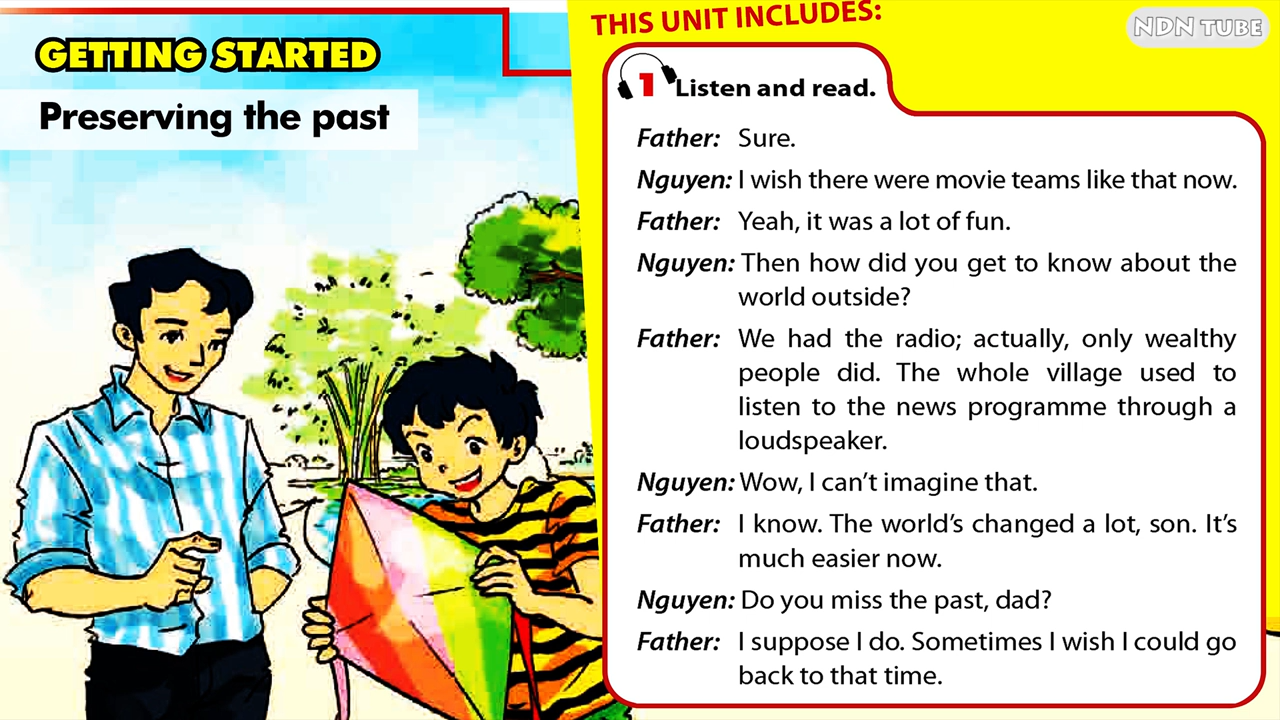 GETTING STARTED
Preserving the past
THIS UNIT INCLUDES:
NDN TUBE
1 Listen and read.
Father: Sure.
Nguyen: I wish there were movie teams like that now.
Father: Yeah, it was a lot of fun.
Nguyen: Then how did you get to know about the
world outside?
Father: We had the radio; actually, only wealthy
people did. The whole village used to
listen to the news programme through a
loudspeaker.
Nguyen: Wow, I can't imagine that.
Father: I know. The world's changed a lot, son. It's
much easier now.
Nguyen: Do you miss the past, dad?
Father: I suppose I do. Sometimes I wish I could go
back to that time.